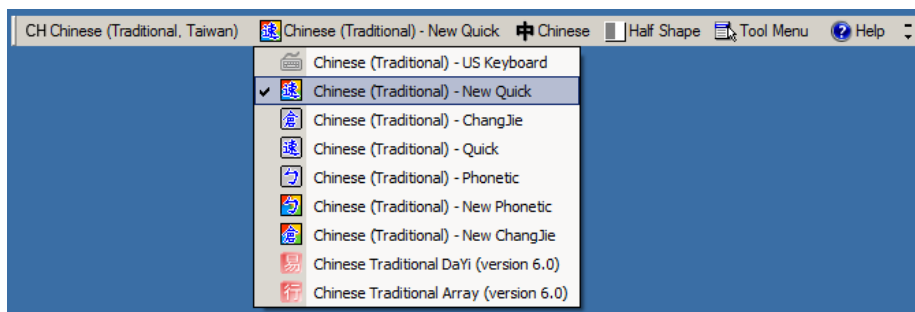 CH Chinese (Traditional, Taiwan) 速 Chinese (Traditional) - New Quick 中 Chinese Half Shape Tool Menu ? Help
Chinese (Traditional) - US Keyboard
速 Chinese (Traditional) - New Quick
倉 Chinese (Traditional) - ChangJie
速 Chinese (Traditional) - Quick
ㄅ Chinese (Traditional) - Phonetic
ㄅ Chinese (Traditional) - New Phonetic
倉 Chinese (Traditional) - New ChangJie
易 Chinese Traditional DaYi (version 6.0)
行 Chinese Traditional Array (version 6.0)